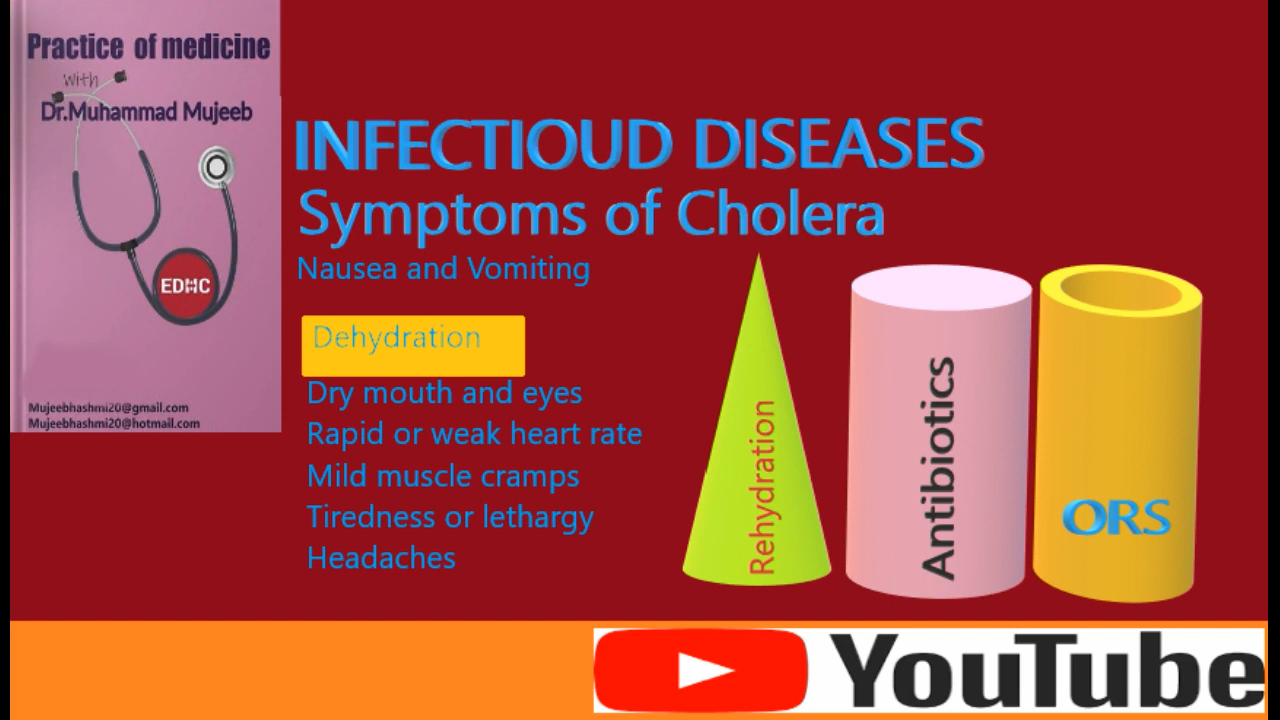 Practice of medicine
With
Dr.Muhammad Mujeeb
EDHC
Mujeebhashmi20@gmail.com
Mujeebhashmi20@hotmail.com
INFECTIOUD DISEASES
Symptoms of Cholera
Nausea and Vomiting
Dehydration
Dry mouth and eyes
Rapid or weak heart rate
Mild muscle cramps
Tiredness or lethargy
Headaches
Rehydration
Antibiotics
ORS
YouTube